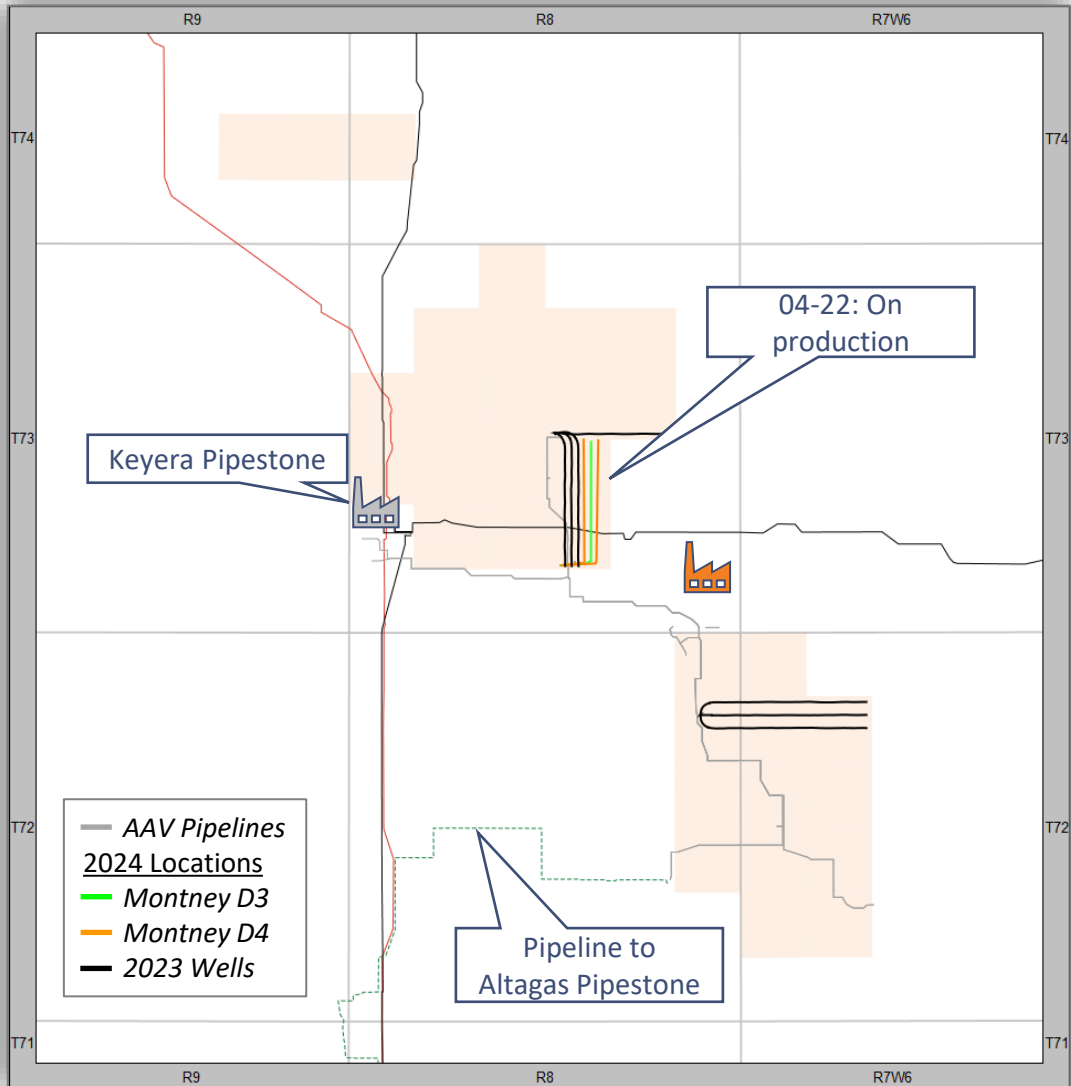 R9 R8 R7W6
T74 T74
04-22: On
production
T73 T73
Keyera Pipestone
T72 T72
AAV Pipelines
2024 Locations
Montney D3
Montney D4
2023 Wells
Pipeline to
Altagas Pipestone
T71 T71
R9 R8 R7W6